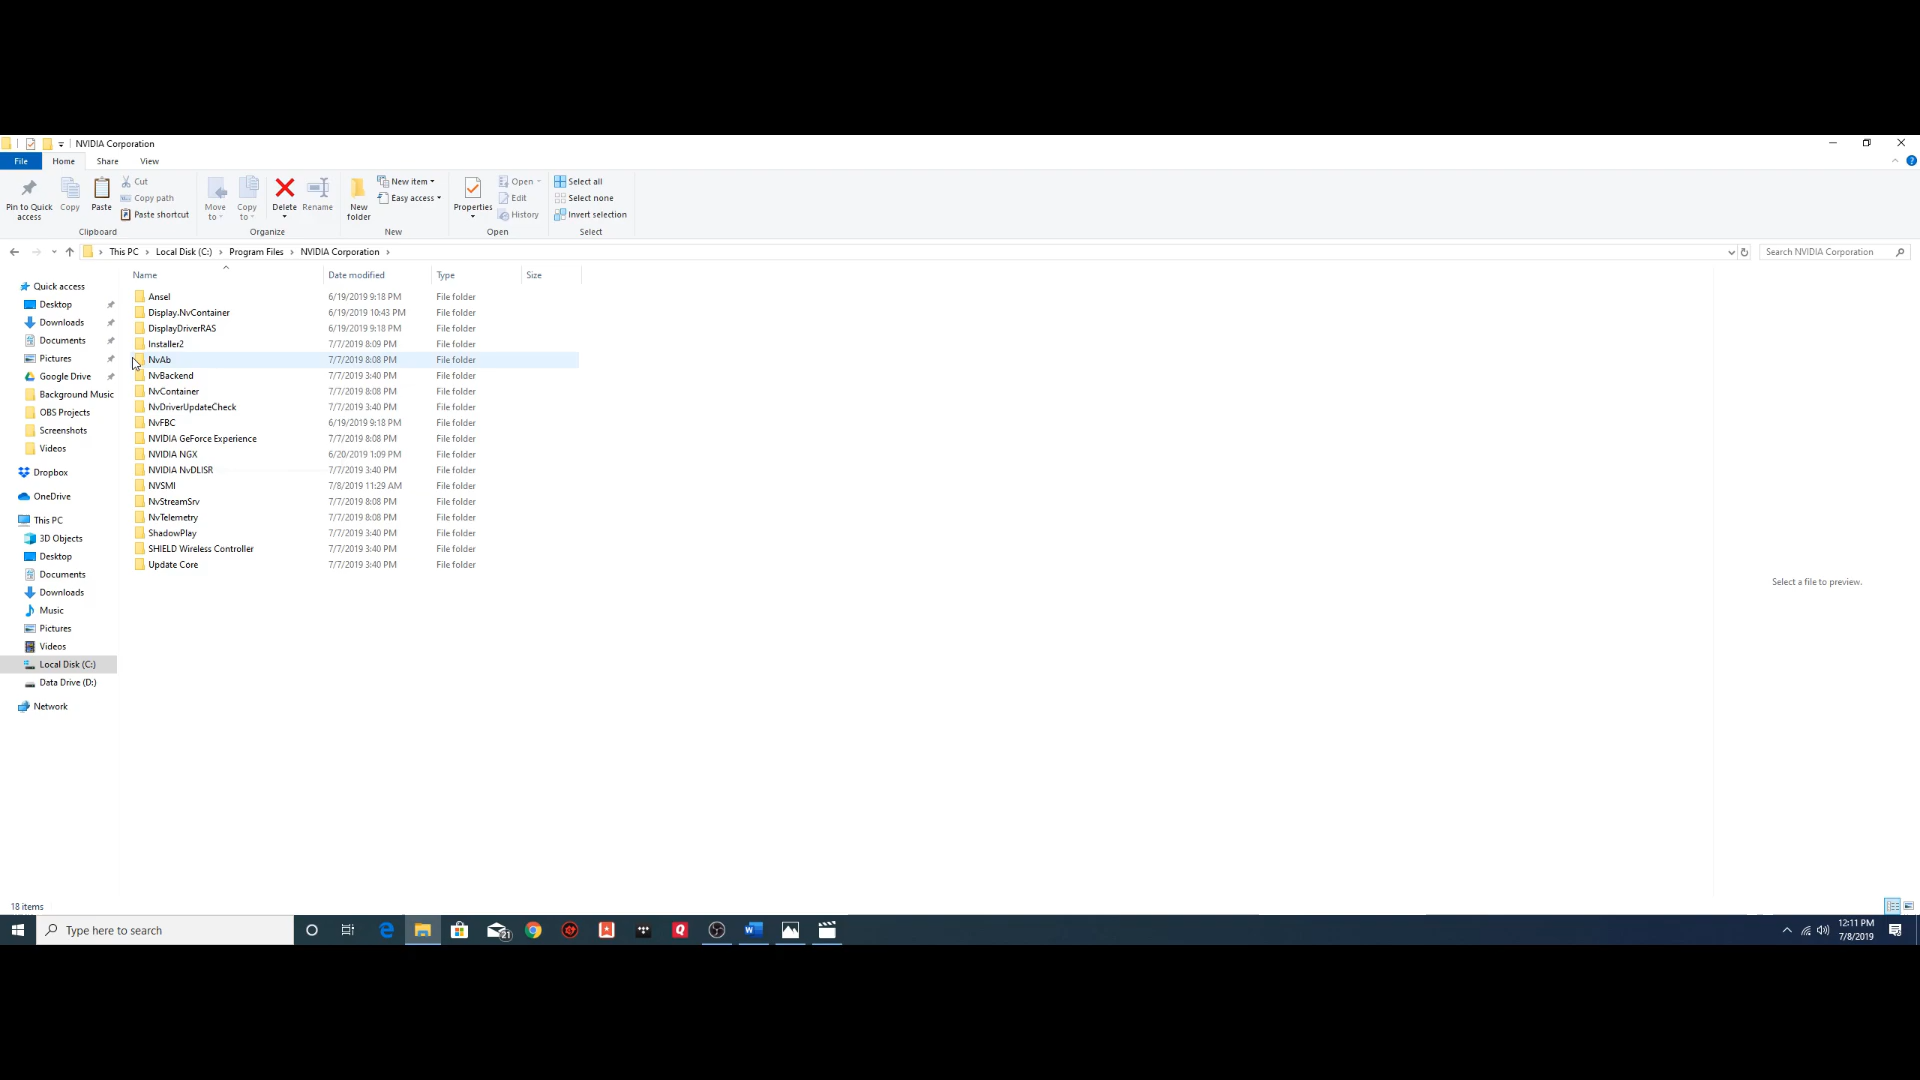 NVIDIA Corporation
File Home Share View
Pin to Quick access
Copy
Paste
Cut
Copy path
Paste shortcut
Clipboard
Move to
Copy to
Delete
Rename
Organize
New folder
New item
Easy access
New
Properties
Open
Edit
History
Open
Select all
Select none
Invert selection
Select
This PC Local Disk (C:) Program Files NVIDIA Corporation
Search NVIDIA Corporation
Quick access
Desktop
Downloads
Documents
Pictures
Google Drive
Background Music
OBS Projects
Screenshots
Videos
Dropbox
OneDrive
This PC
3D Objects
Desktop
Documents
Downloads
Music
Pictures
Videos
Local Disk (C:)
Data Drive (D:)
Network
Name Date modified Type Size
Ansel 6/19/2019 9:18 PM File folder
Display.NvContainer 6/19/2019 10:43 PM File folder
DisplayDriverRAS 6/19/2019 9:18 PM File folder
Installer2 7/7/2019 8:09 PM File folder
NvAb 7/7/2019 8:08 PM File folder
NvBackend 7/7/2019 3:40 PM File folder
NvContainer 7/7/2019 8:08 PM File folder
NvDriverUpdateCheck 7/7/2019 3:40 PM File folder
NvFBC 6/19/2019 9:18 PM File folder
NVIDIA GeForce Experience 7/7/2019 8:08 PM File folder
NVIDIA NGX 6/20/2019 1:09 PM File folder
NVIDIA NvDLISR 7/7/2019 3:40 PM File folder
NVSMI 7/8/2019 11:29 AM File folder
NvStreamSrv 7/7/2019 8:08 PM File folder
NvTelemetry 7/7/2019 8:08 PM File folder
ShadowPlay 7/7/2019 3:40 PM File folder
SHIELD Wireless Controller 7/7/2019 3:40 PM File folder
Update Core 7/7/2019 3:40 PM File folder
Select a file to preview.
18 items
Type here to search
21
12:11 PM
7/8/2019